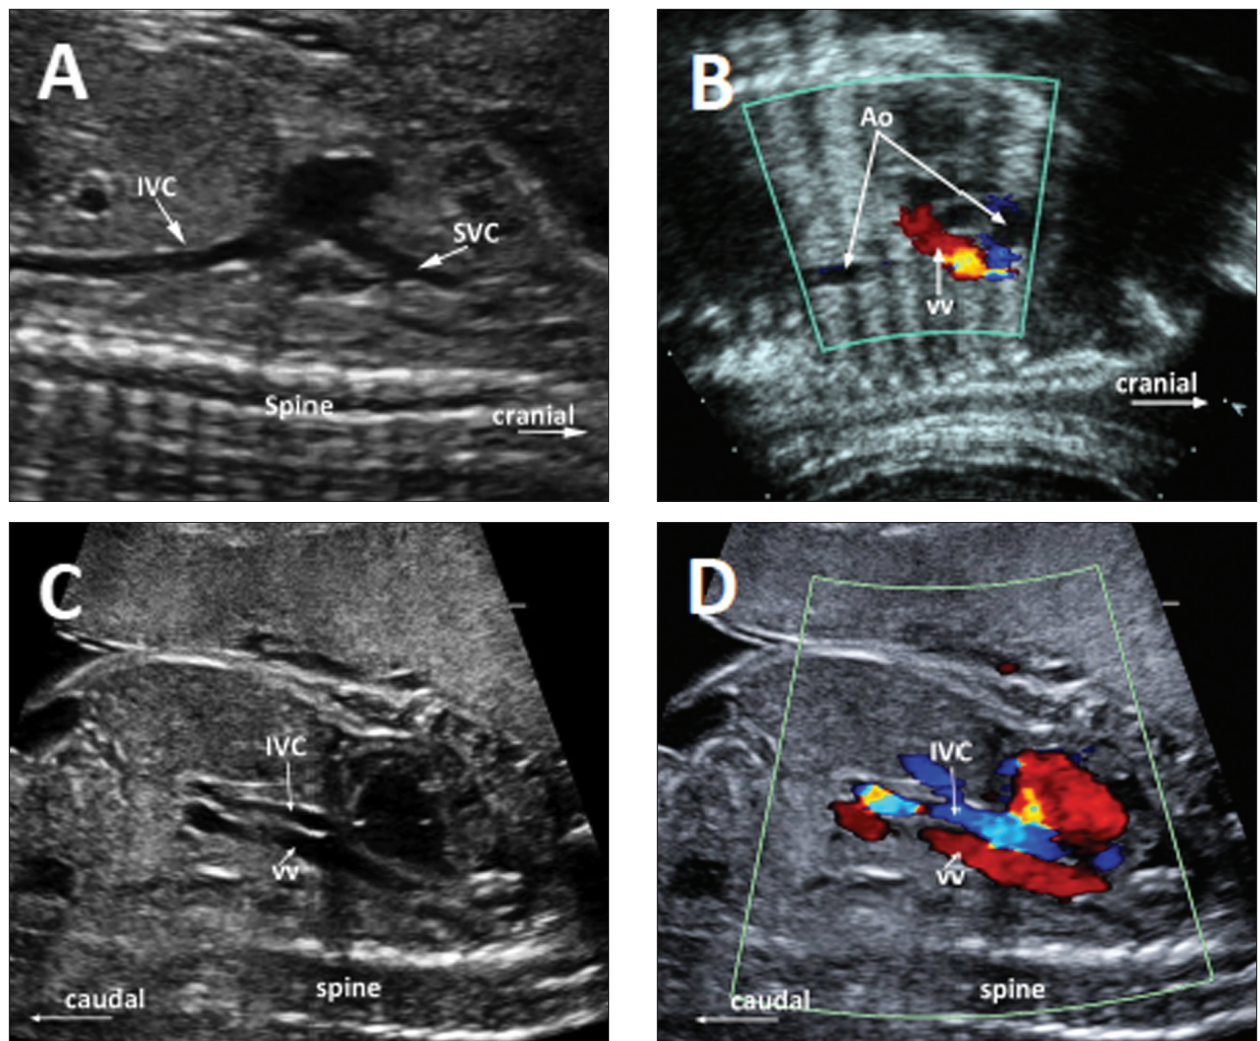 A
IVC
SVC
Spine
cranial
B
Ao
vv
cranial
C
IVC
vv
spine
caudal
D
IVC
vv
spine
caudal